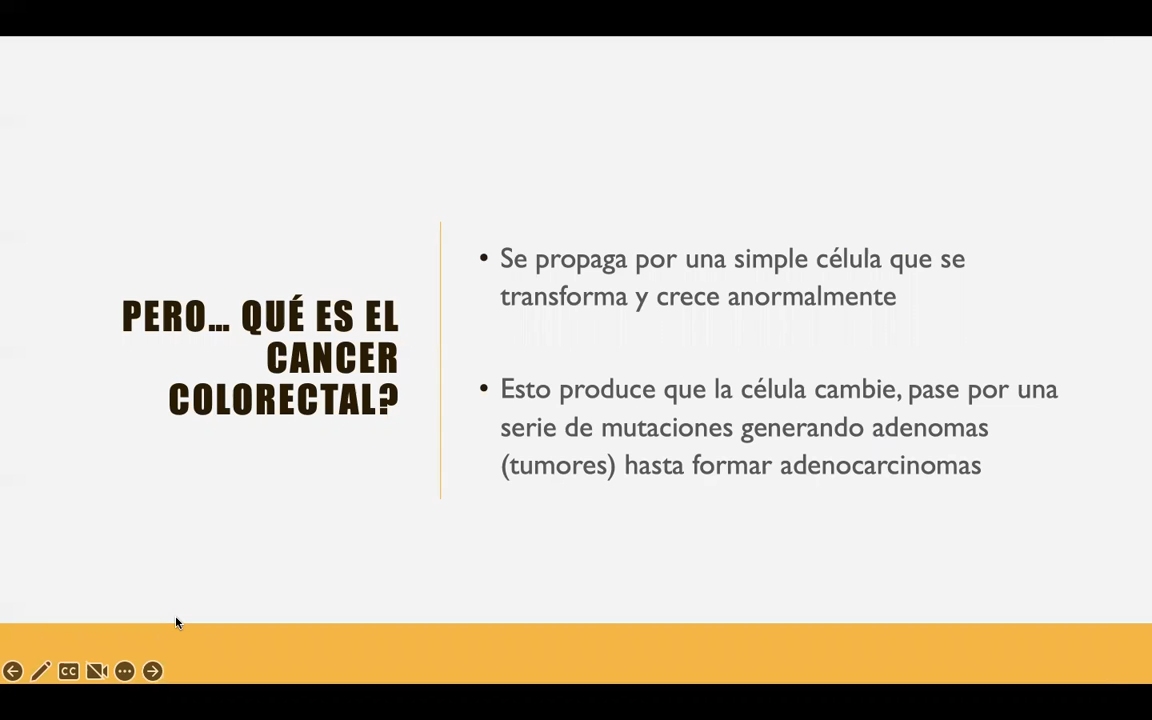 PERO... QUÉ ES EL
CANCER
COLORECTAL?
• Se propaga por una simple célula que se
transforma y crece anormalmente
• Esto produce que la célula cambie, pase por una
serie de mutaciones generando adenomas
(tumores) hasta formar adenocarcinomas
CC